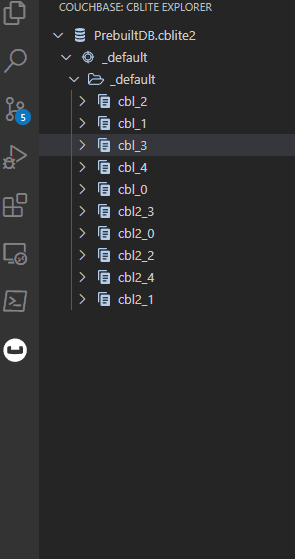 COUCHBASE: CBLITE EXPLORER
PrebuiltDB.cblite2
_default
_default
cbl_2
cbl_1
cbl_3
cbl_4
cbl_0
cbl2_3
cbl2_0
cbl2_2
cbl2_4
cbl2_1
5